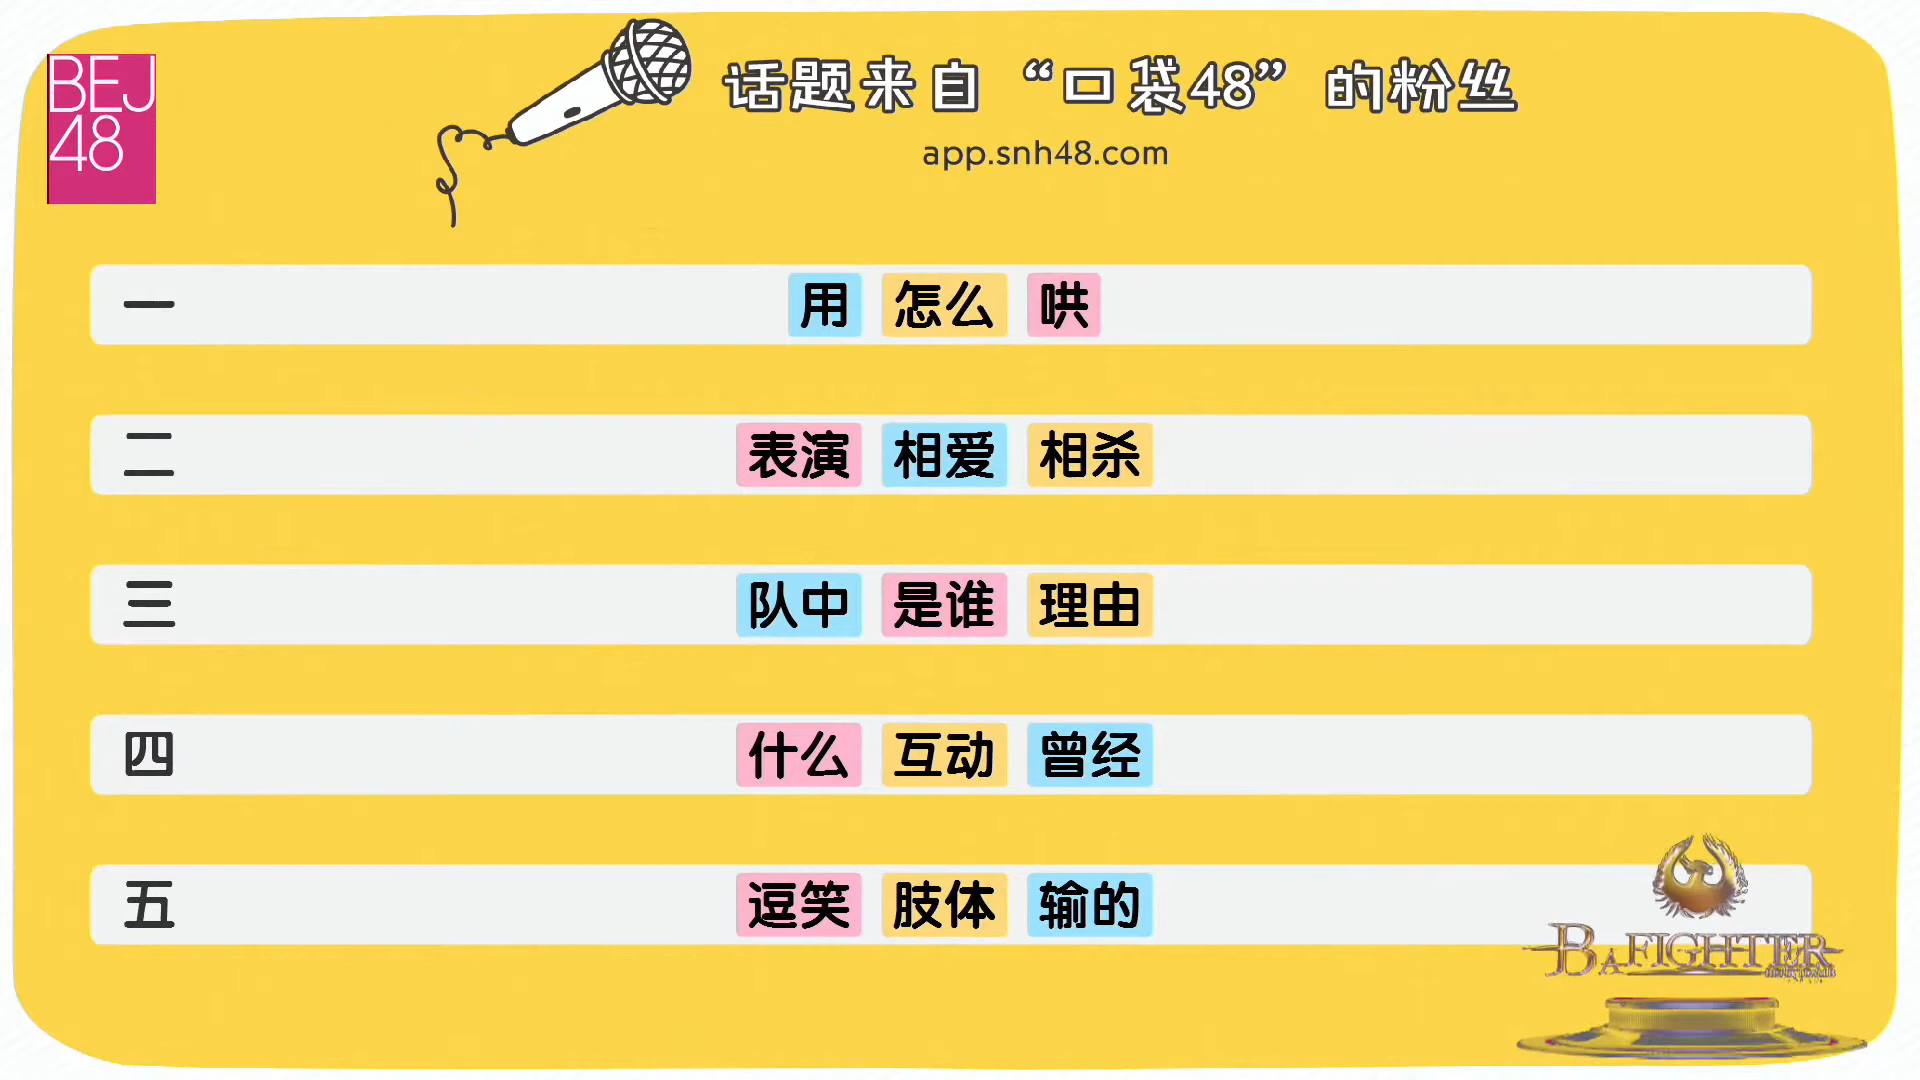 BEJ
48
话题来自“口袋48”的粉丝
app.snh48.com
一 用 怎么 哄
二 表演 相爱 相杀
三 队中 是谁 理由
四 什么 互动 曾经
五 逗笑 肢体 输的
BAFIGHTER